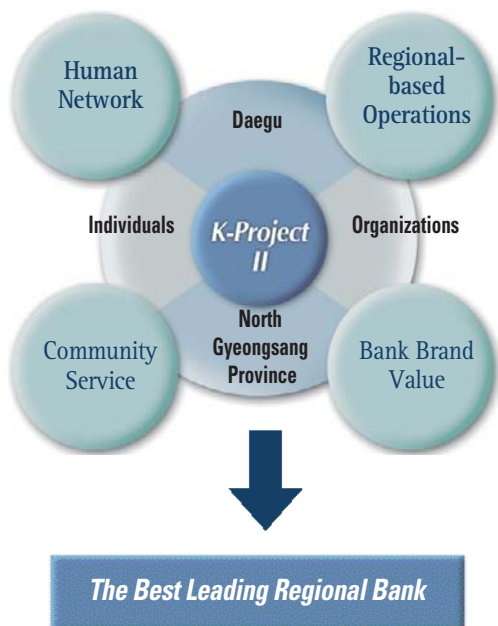 Human
Network
Regional-
based
Operations
Daegu
Individuals
K-Project
II
Organizations
North
Gyeongsang
Province
Community
Service
Bank Brand
Value
The Best Leading Regional Bank